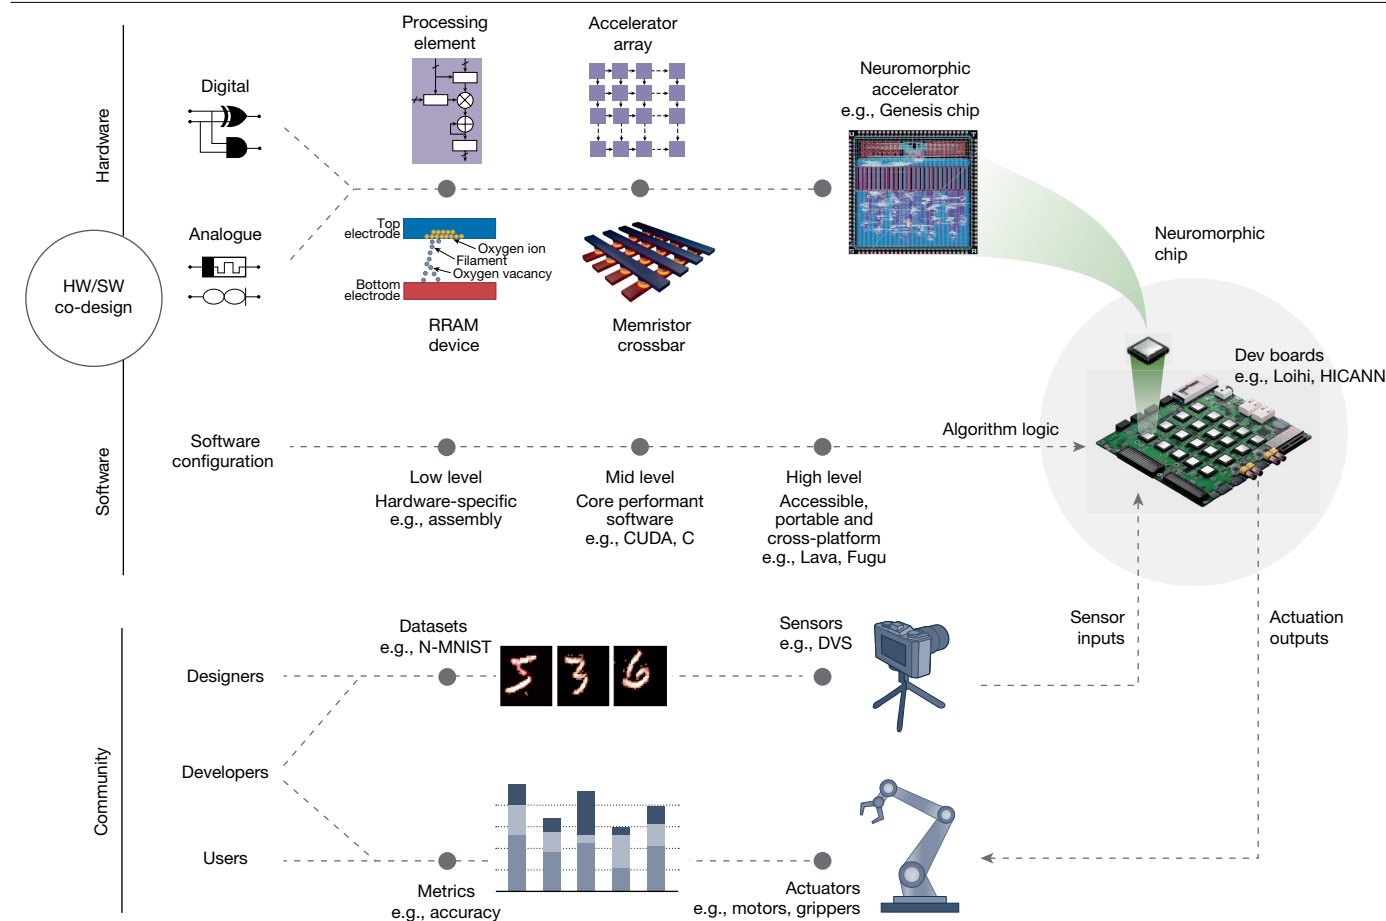 Hardware
HW/SW
co-design
Software
Digital
Analogue
Processing
element
Accelerator
array
Neuromorphic
accelerator
e.g., Genesis chip
Top
electrode
Oxygen ion
Filament
Oxygen vacancy
Bottom
electrode
RRAM
device
Memristor
crossbar
Neuromorphic
chip
Dev boards
e.g., Loihi, HICANN
Software
configuration
Low level
Hardware-specific
e.g., assembly
Mid level
Core performant
software
e.g., CUDA, C
High level
Accessible,
portable and
cross-platform
e.g., Lava, Fugu
Algorithm logic
Sensor
inputs
Actuation
outputs
Community
Designers
Developers
Users
Datasets
e.g., N-MNIST
5 3 6
Sensors
e.g., DVS
Metrics
e.g., accuracy
Actuators
e.g., motors, grippers